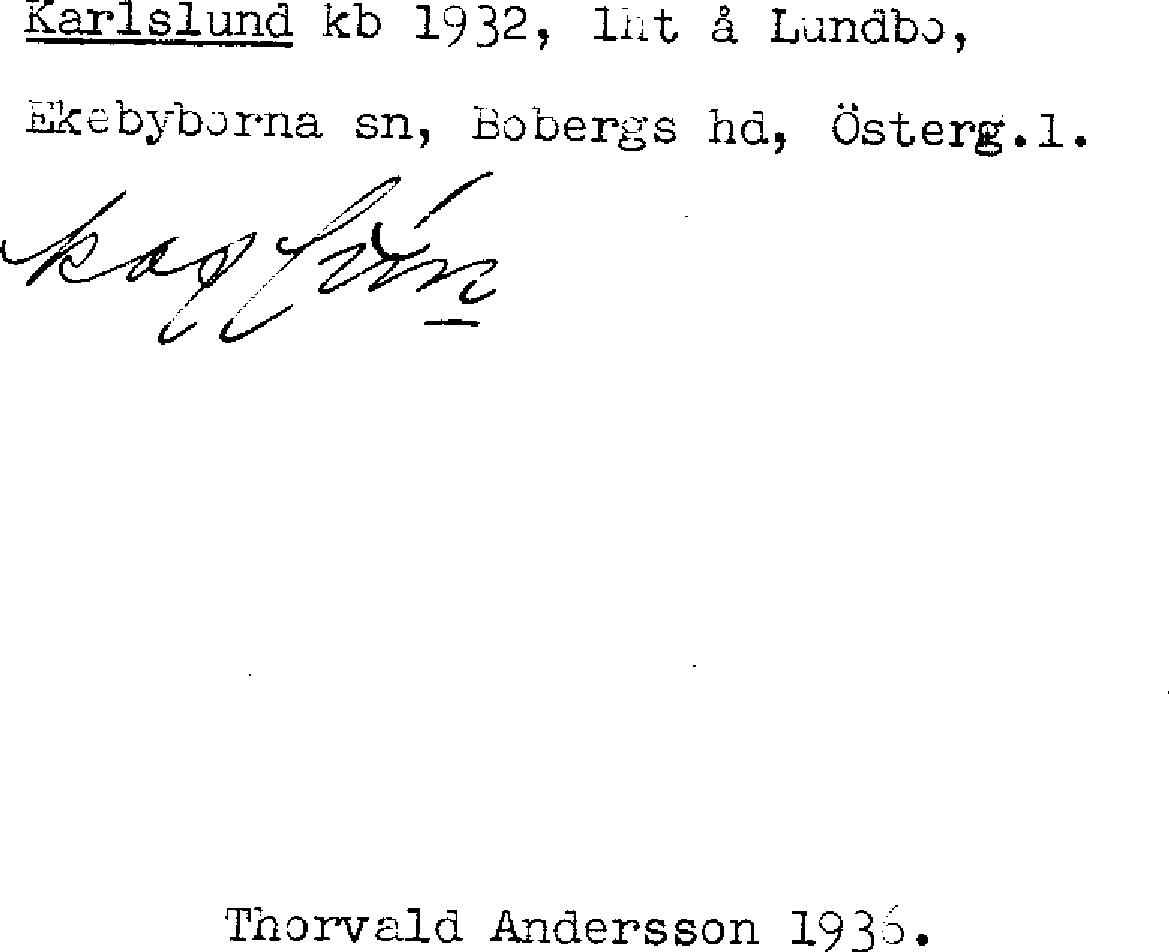 Karlslund kb 1932, lht å Lundbo,
Ekebyborna sn, Bobergs hd, Österg.l.
Thorvald Andersson 1936.